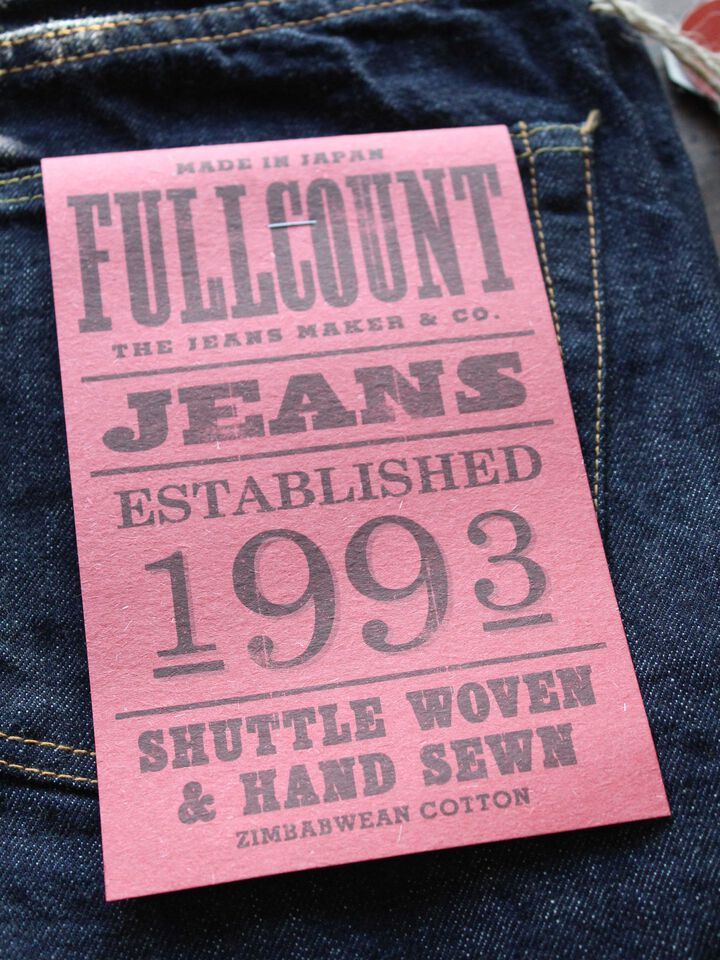 MADE IN JAPAN
FULLCOUNT
THE JEANS MAKER & CO.
JEANS
ESTABLISHED
1993
SHUTTLE WOVEN
& HAND SEWN
ZIMBABWEAN COTTON